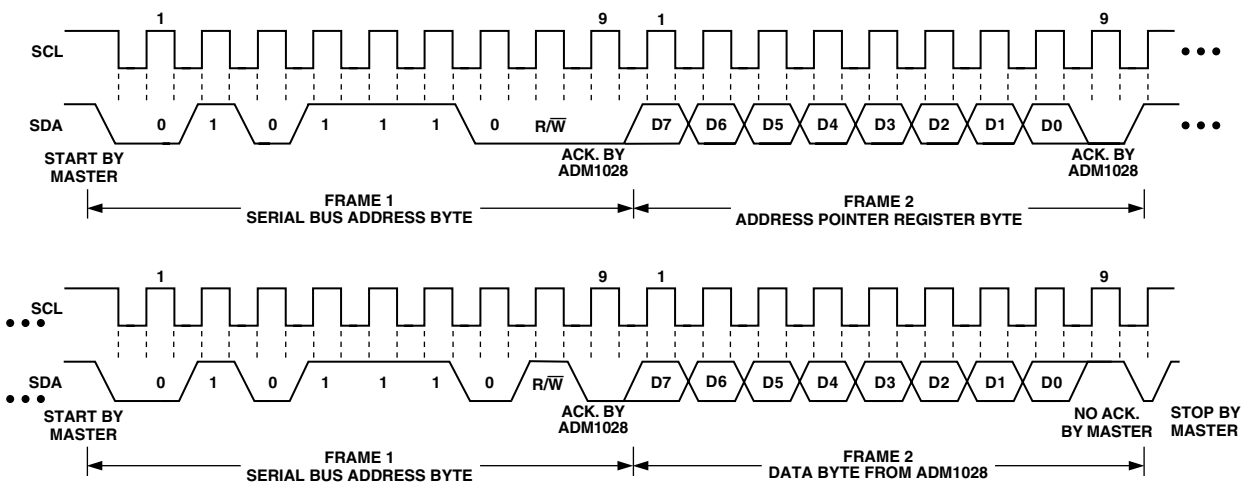 1 9 1 9
SCL
SDA 0 1 0 1 1 1 0 R/W̅ D7 D6 D5 D4 D3 D2 D1 D0
START BY
MASTER
ACK. BY
ADM1028
ACK. BY
ADM1028
FRAME 1
SERIAL BUS ADDRESS BYTE
FRAME 2
ADDRESS POINTER REGISTER BYTE
1 9 1 9
SCL
SDA 0 1 0 1 1 1 0 R/W̅ D7 D6 D5 D4 D3 D2 D1 D0
START BY
MASTER
ACK. BY
ADM1028
NO ACK.
BY MASTER
STOP BY
MASTER
FRAME 1
SERIAL BUS ADDRESS BYTE
FRAME 2
DATA BYTE FROM ADM1028